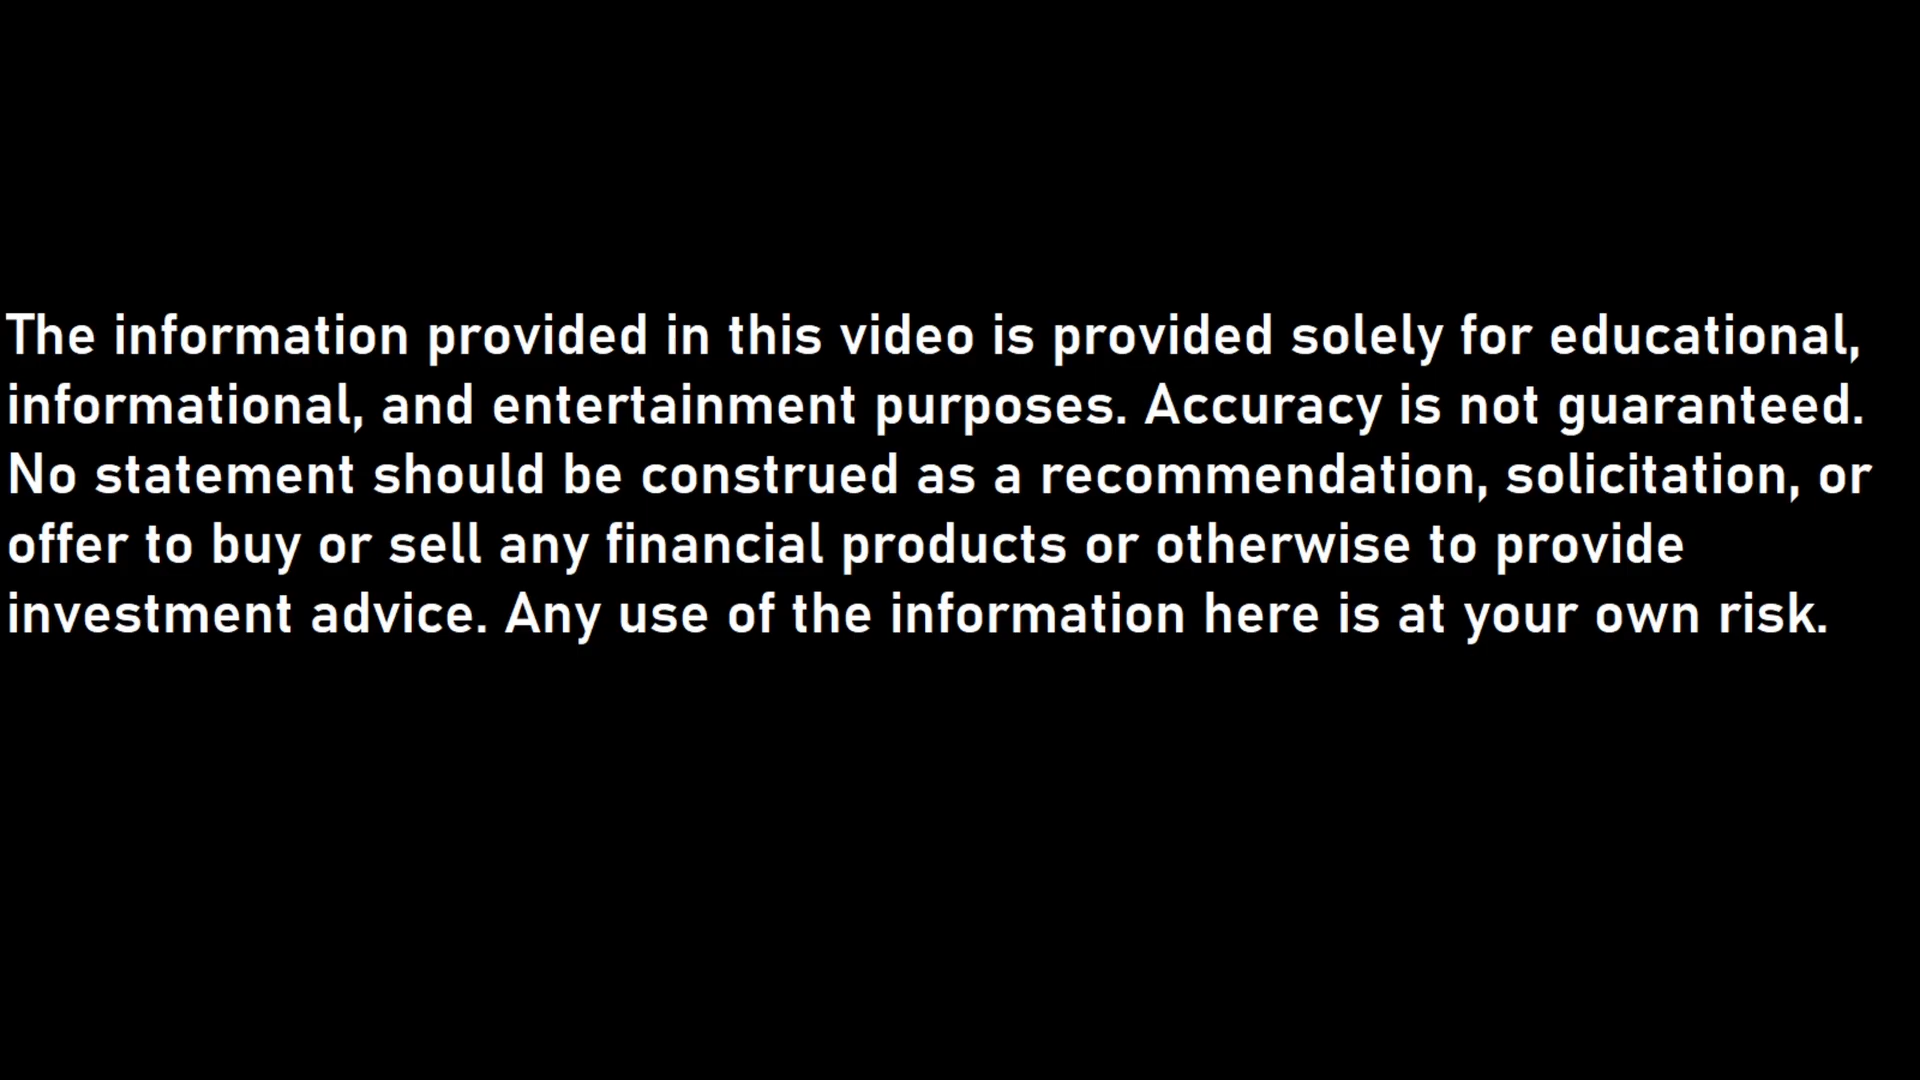 The information provided in this video is provided solely for educational,
informational, and entertainment purposes. Accuracy is not guaranteed.
No statement should be construed as a recommendation, solicitation, or
offer to buy or sell any financial products or otherwise to provide
investment advice. Any use of the information here is at your own risk.